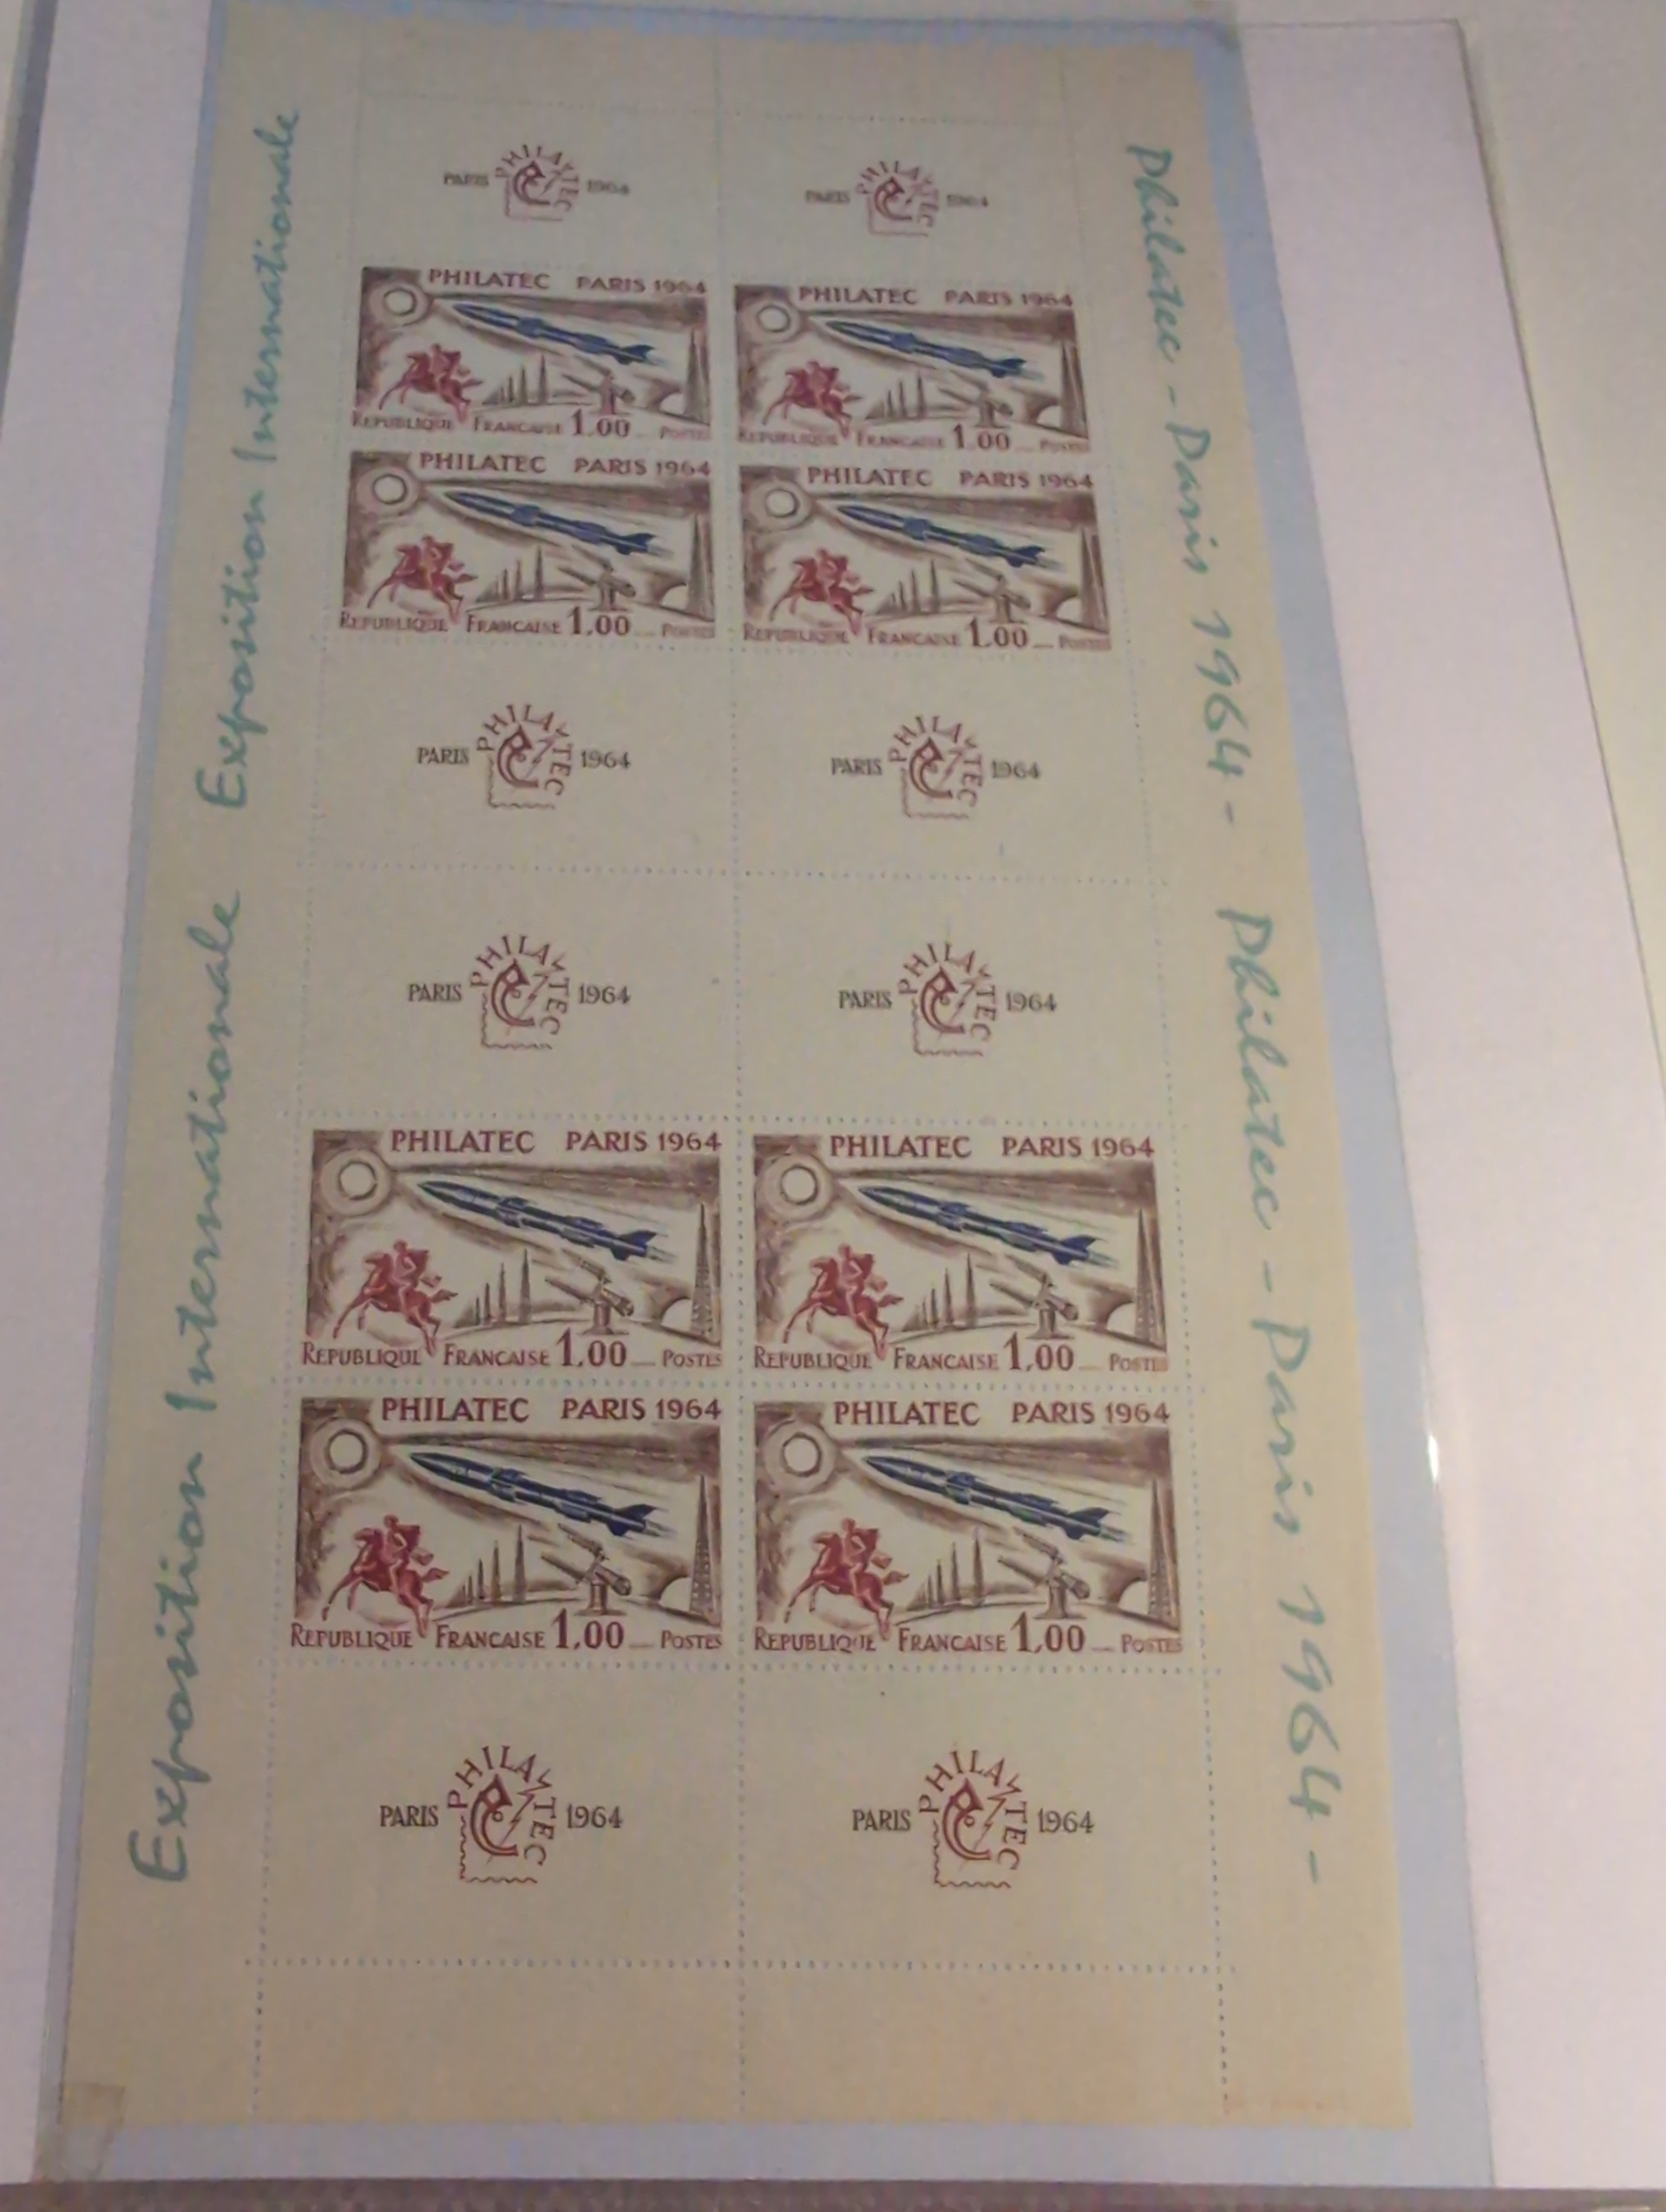 Exposition Internationale Exposition Internationale
Philatec - Paris 1964 - Philatec - Paris 1964 -
PARIS PHILATEC 1964
PARIS PHILATEC 1964
PHILATEC PARIS 1964
REPUBLIQUE FRANCAISE 1,00 POSTES
PHILATEC PARIS 1964
REPUBLIQUE FRANCAISE 1,00 POSTES
PHILATEC PARIS 1964
REPUBLIQUE FRANCAISE 1,00 POSTES
PHILATEC PARIS 1964
REPUBLIQUE FRANCAISE 1,00 POSTES
PARIS PHILATEC 1964
PARIS PHILATEC 1964
PARIS PHILATEC 1964
PARIS PHILATEC 1964
PHILATEC PARIS 1964
REPUBLIQUE FRANCAISE 1,00 POSTES
PHILATEC PARIS 1964
REPUBLIQUE FRANCAISE 1,00 POSTES
PHILATEC PARIS 1964
REPUBLIQUE FRANCAISE 1,00 POSTES
PHILATEC PARIS 1964
REPUBLIQUE FRANCAISE 1,00 POSTES
PARIS PHILATEC 1964
PARIS PHILATEC 1964